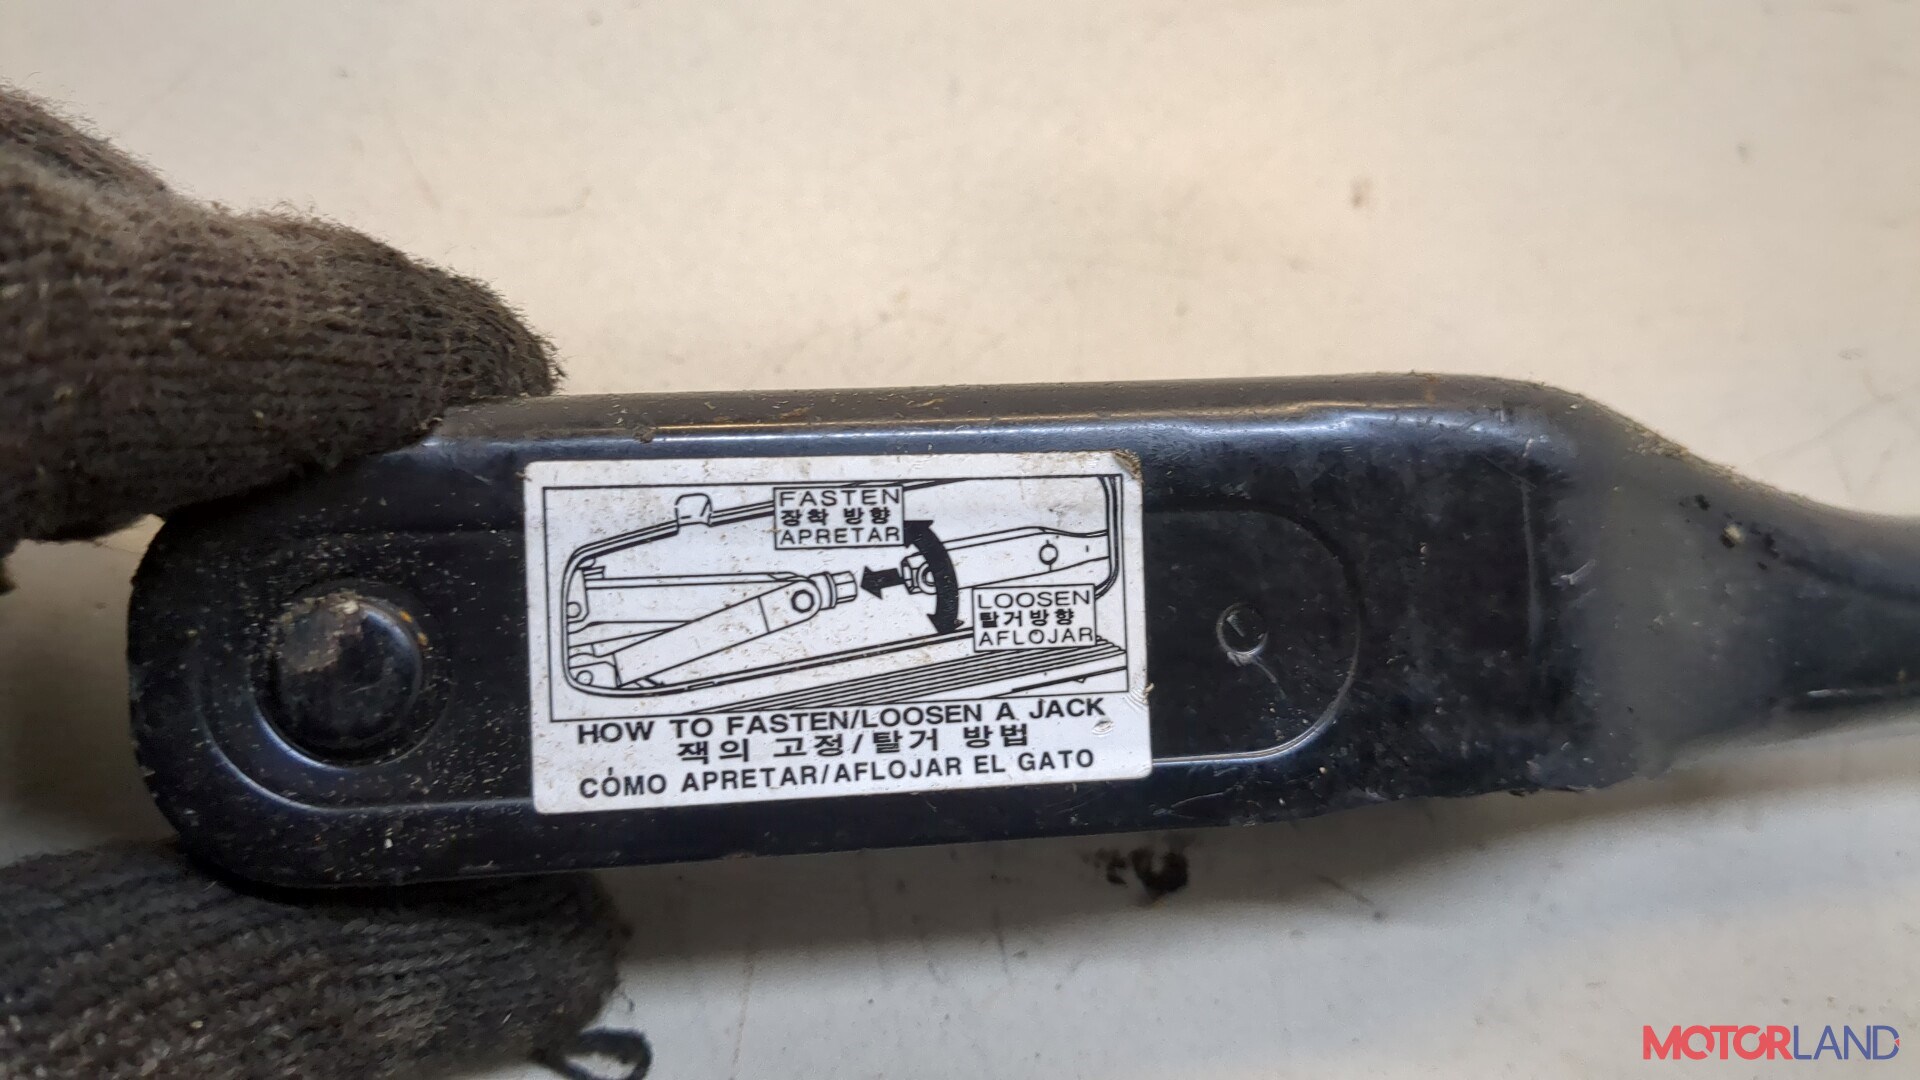 FASTEN
장착 방향
APRETAR
LOOSEN
탈거방향
AFLOJAR
HOW TO FASTEN/LOOSEN A JACK
잭의 고정/탈거 방법
CÓMO APRETAR/AFLOJAR EL GATO
MOTORLAND